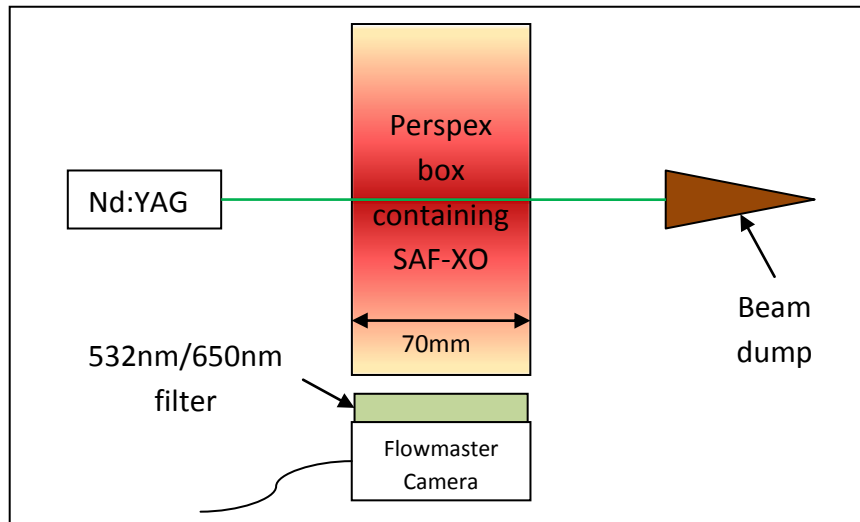 Perspex
box
containing
SAF-XO
Nd:YAG
70mm
Beam
dump
532nm/650nm
filter
Flowmaster
Camera